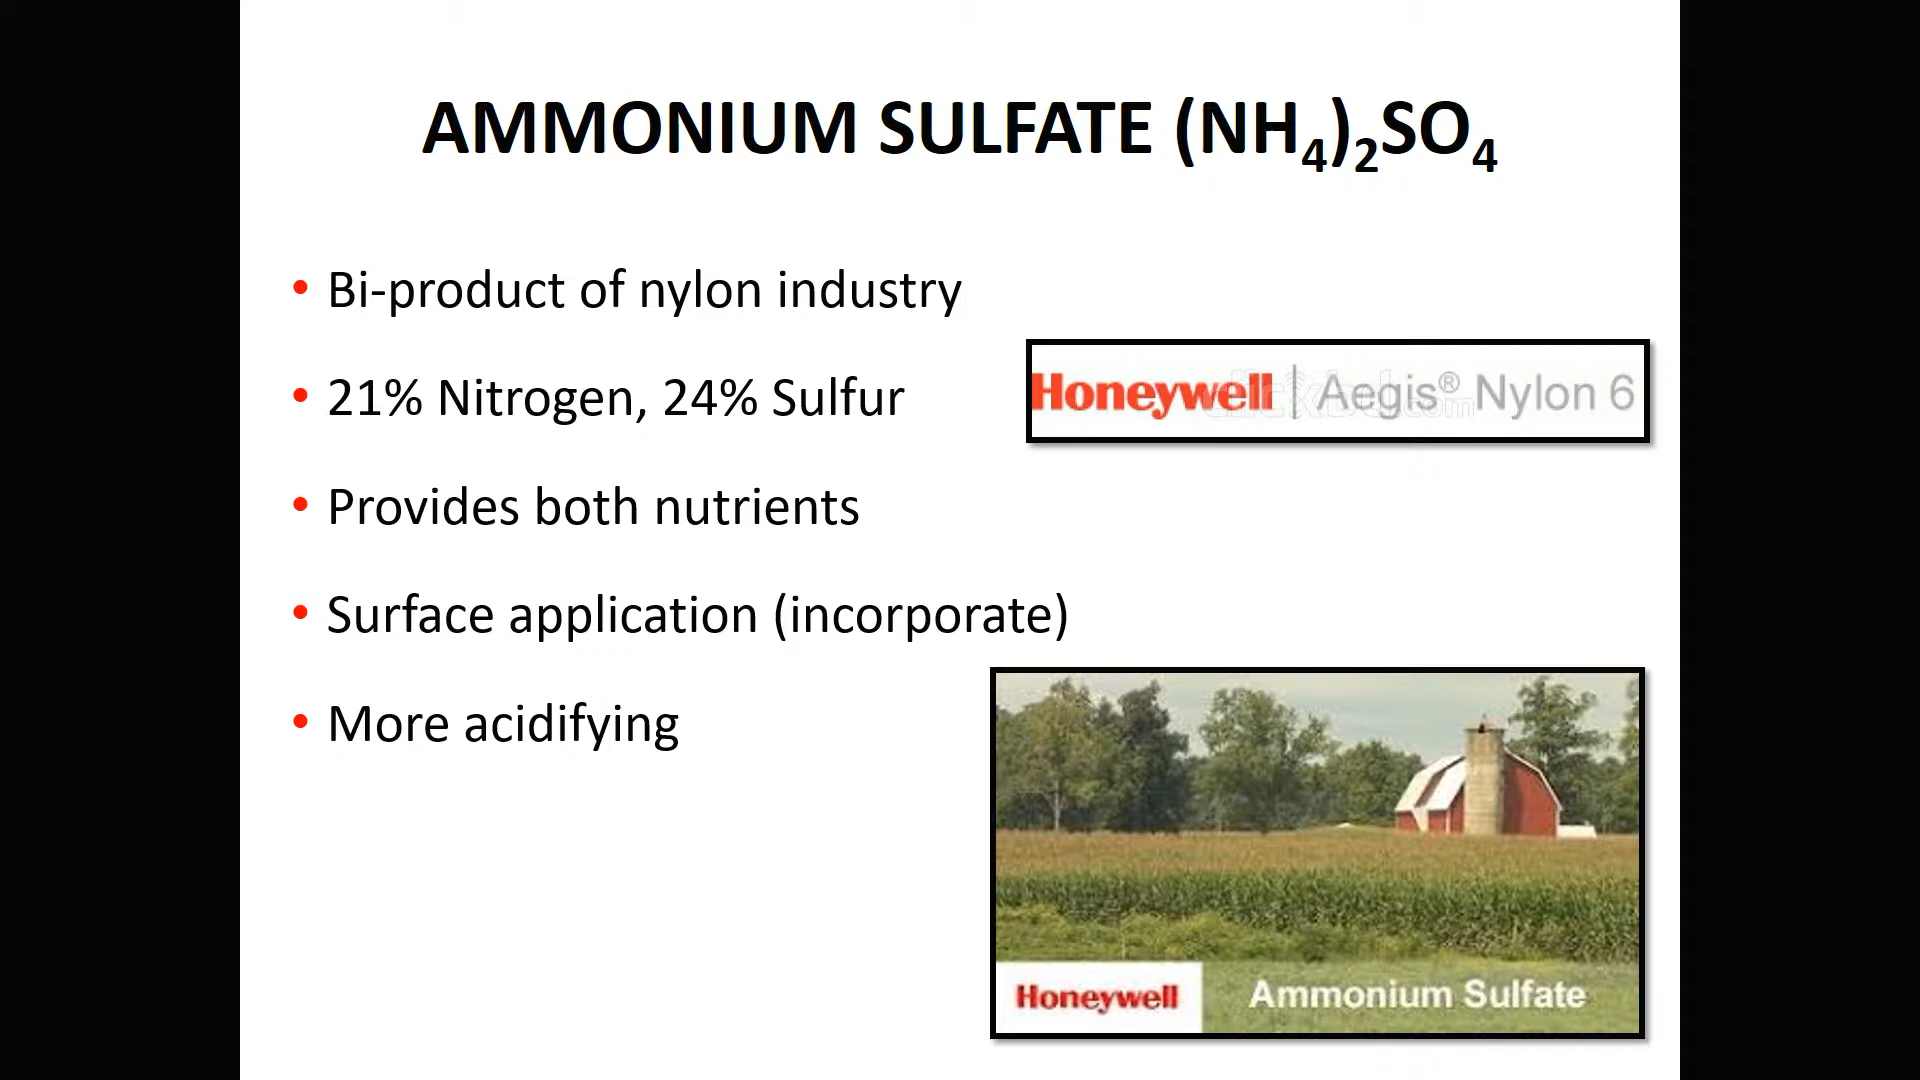 AMMONIUM SULFATE (NH₄)₂SO₄
• Bi-product of nylon industry
• 21% Nitrogen, 24% Sulfur
Honeywell | Aegis® Nylon 6
• Provides both nutrients
• Surface application (incorporate)
• More acidifying
Honeywell
Ammonium Sulfate